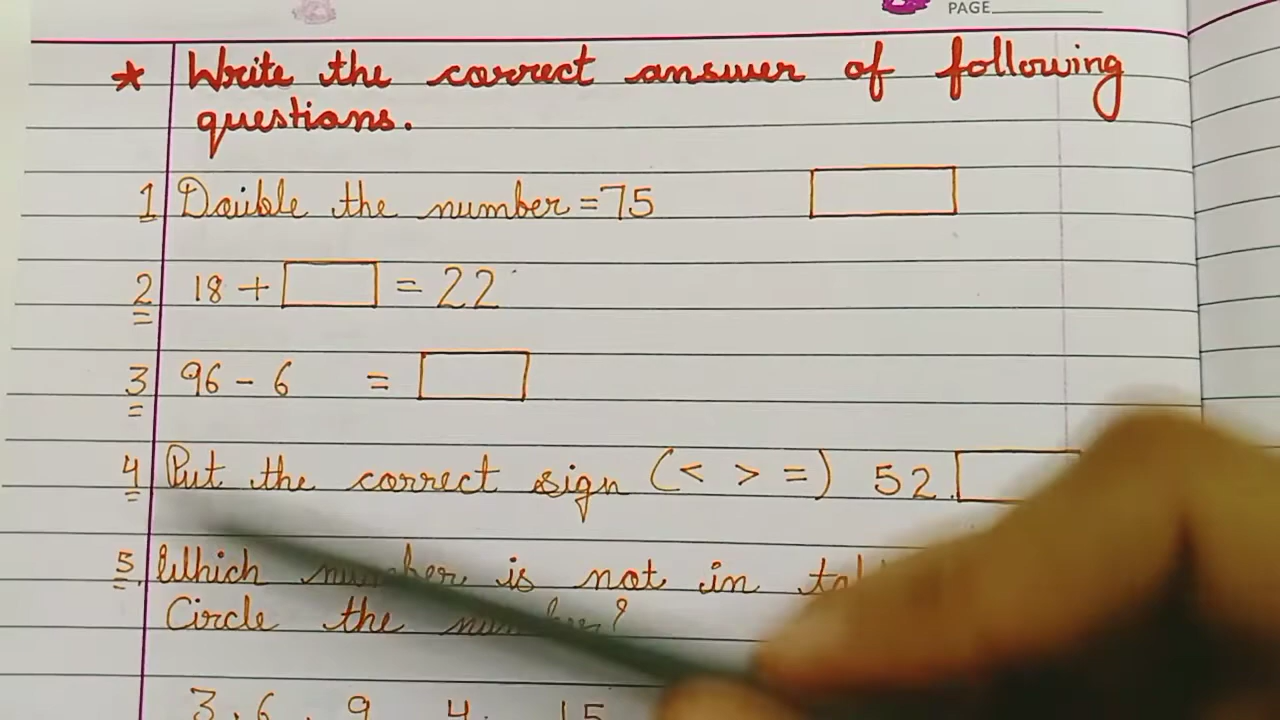 PAGE
* Write the correct answer of following
questions.
1 Double the number = 75
2 18 + = 22
3 96 - 6 =
4 Put the correct sign (< > =) 52
5. Which number is not in
Circle the number?
3, 6, 9 4, 15